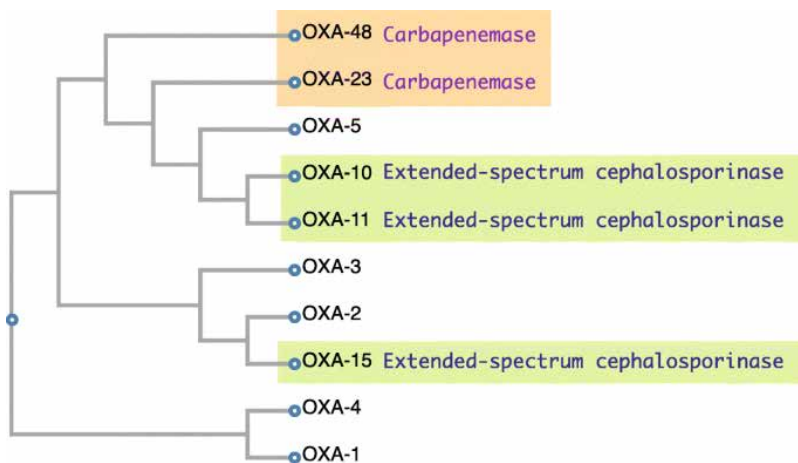 OXA-48 Carbapenemase
OXA-23 Carbapenemase
OXA-5
OXA-10 Extended-spectrum cephalosporinase
OXA-11 Extended-spectrum cephalosporinase
OXA-3
OXA-2
OXA-15 Extended-spectrum cephalosporinase
OXA-4
OXA-1